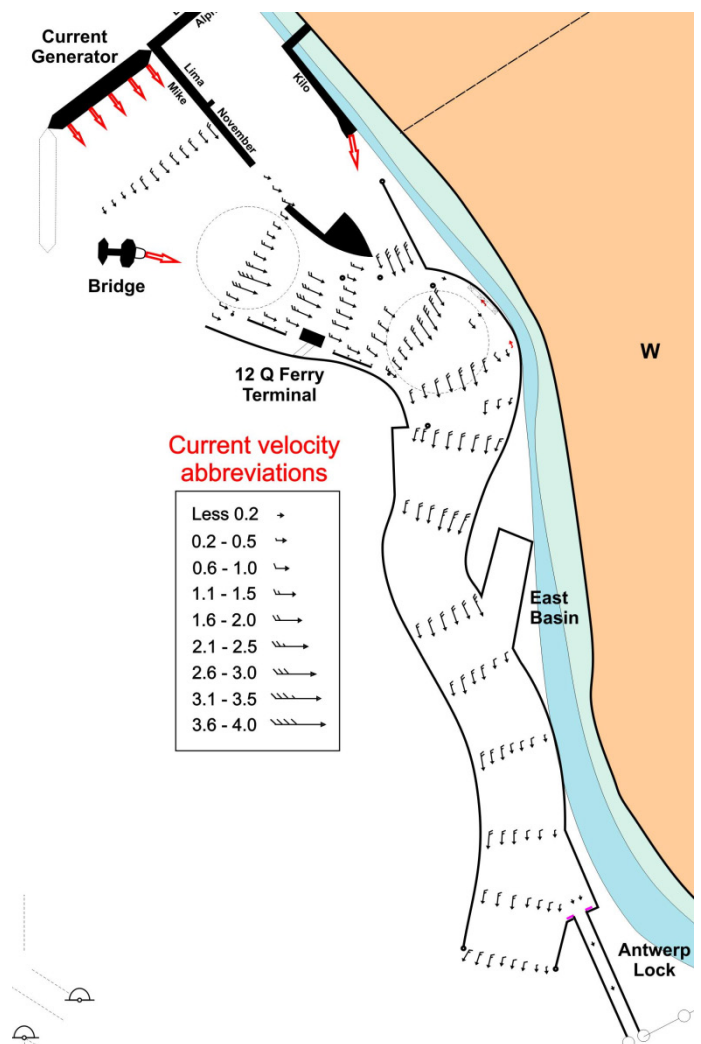 Alph
Current
Generator
Lima
Mike
November
Kilo
Bridge
W
12 Q Ferry
Terminal
Current velocity
abbreviations
Less 0.2
0.2 - 0.5
0.6 - 1.0
1.1 - 1.5
1.6 - 2.0
2.1 - 2.5
2.6 - 3.0
3.1 - 3.5
3.6 - 4.0
East
Basin
Antwerp
Lock